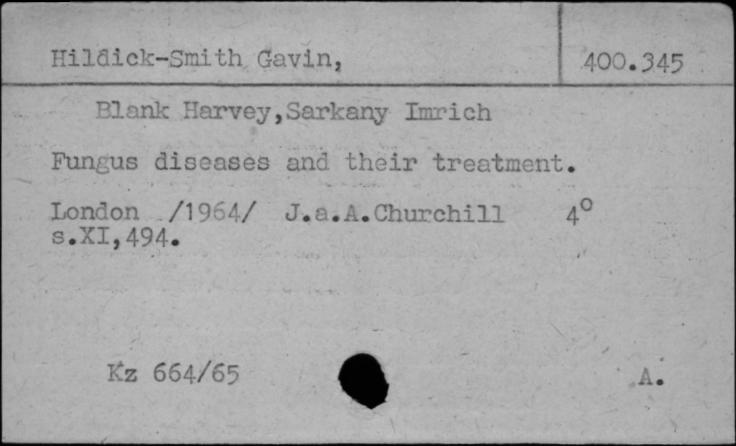 Hildick-Smith Gavin, 400.345
Blank Harvey,Sarkany Imrich
Fungus diseases and their treatment.
London /1964/ J.a.A.Churchill 4°
s.XI,494.
Kz 664/65 A.